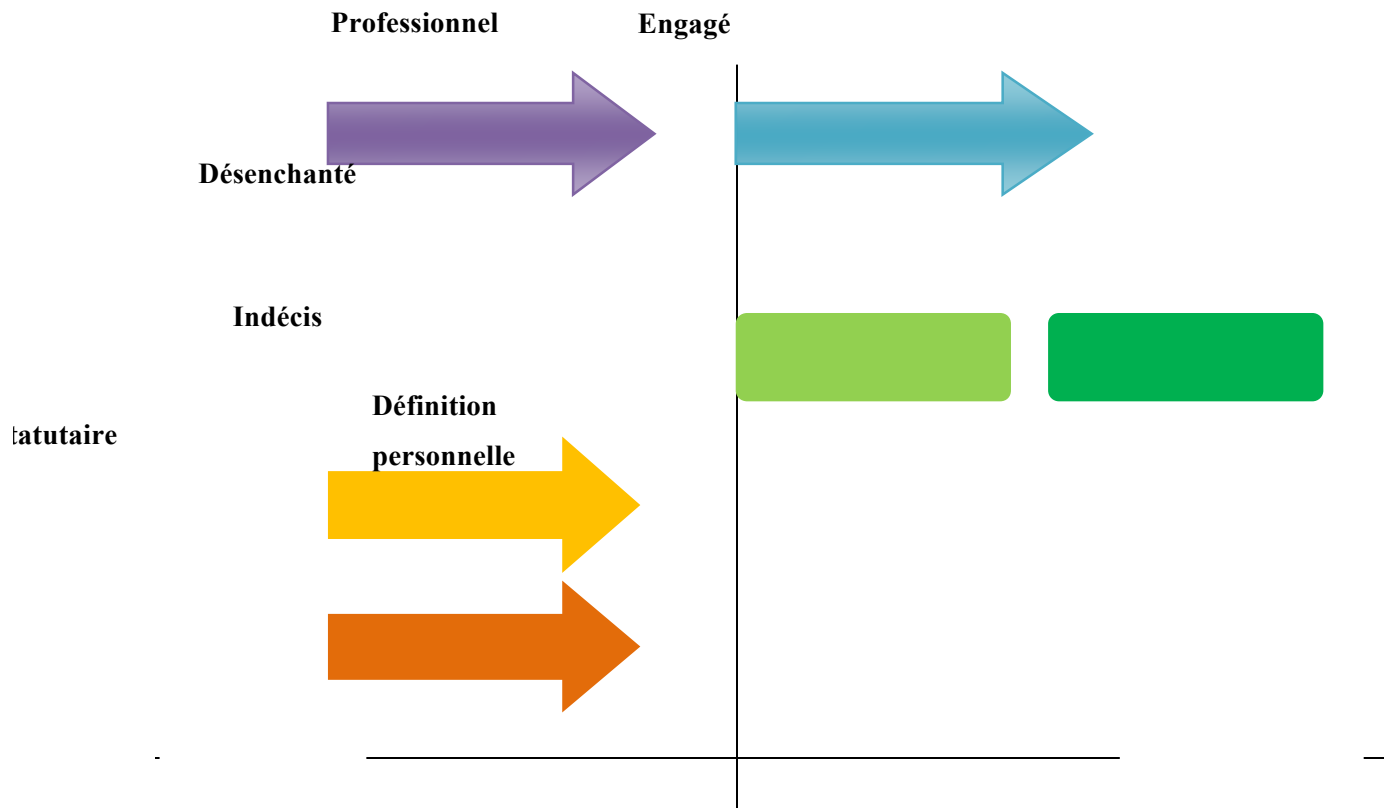 Professionnel
Engagé
Désenchanté
Indécis
Définition
personnelle
tatutaire